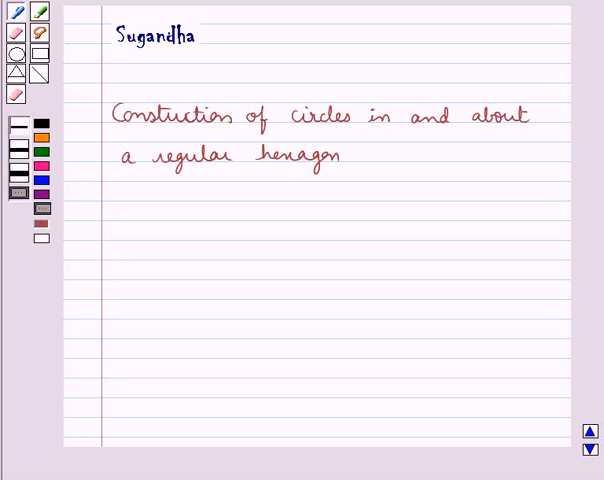 Sugandha
Constuction of circles in and about
a regular hexagon